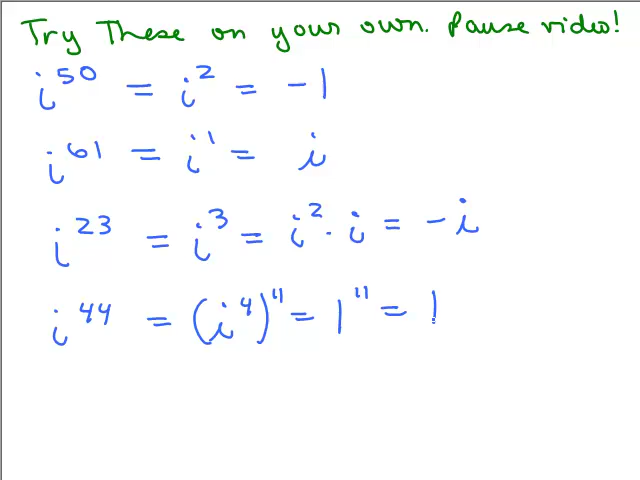 Try These on your own. Pause video!
i^50 = i^2 = -1
i^61 = i^1 = i
i^23 = i^3 = i^2 · i = -i
i^44 = (i^4)^11 = 1^11 = 1